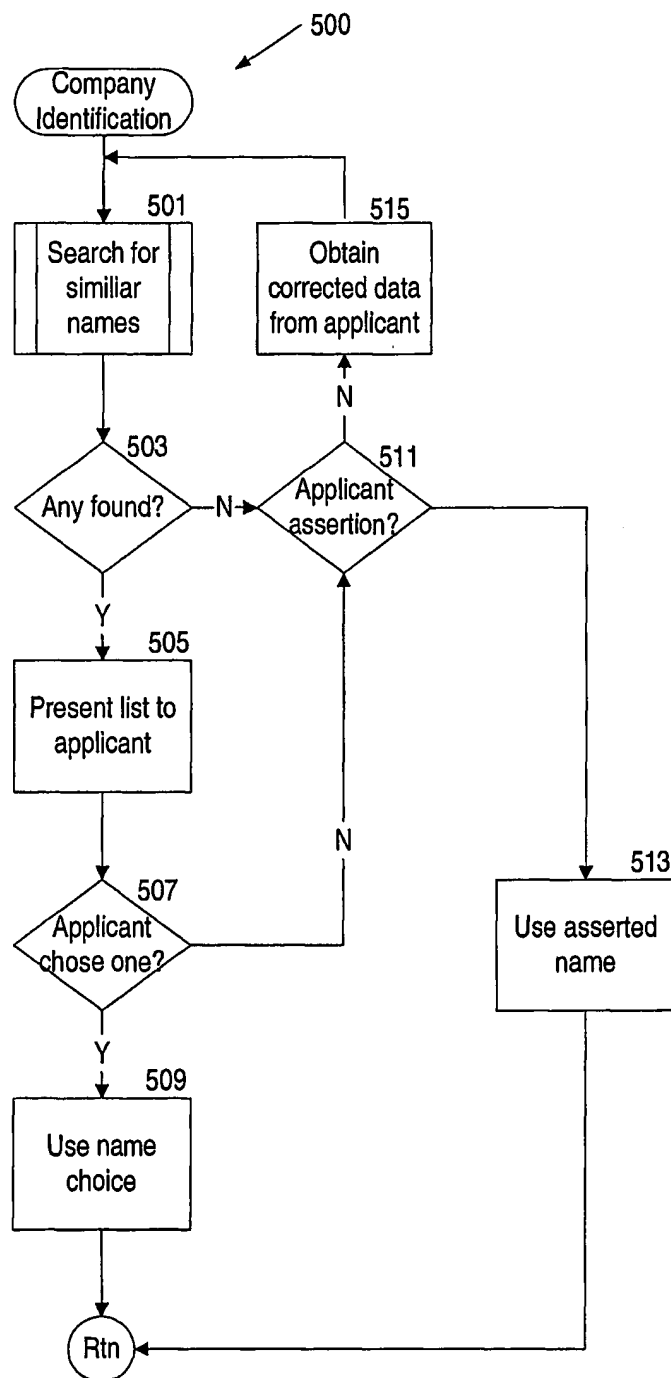 500
Company
Identification
501
Search for
simillar
names
515
Obtain
corrected data
from applicant
N
503
Any found?
N
511
Applicant
assertion?
Y
505
Present list to
applicant
N
507
Applicant
chose one?
513
Use asserted
name
Y
509
Use name
choice
Rtn